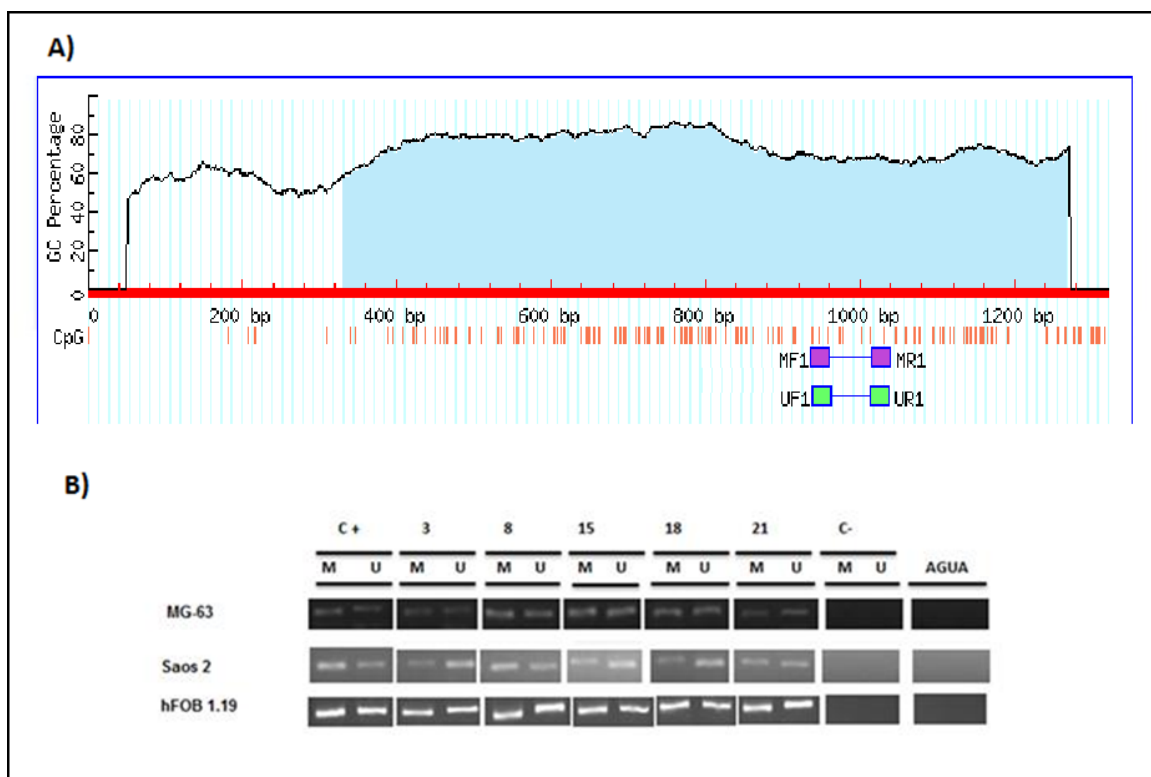 A)
GC Percentage
0 20 40 60 80
0 200 bp 400 bp 600 bp 800 bp 1000 bp 1200 bp
CpG
MF1 MR1
UF1 UR1
B)
C + 3 8 15 18 21 C-
M U M U M U M U M U M U M U AGUA
MG-63
Saos 2
hFOB 1.19